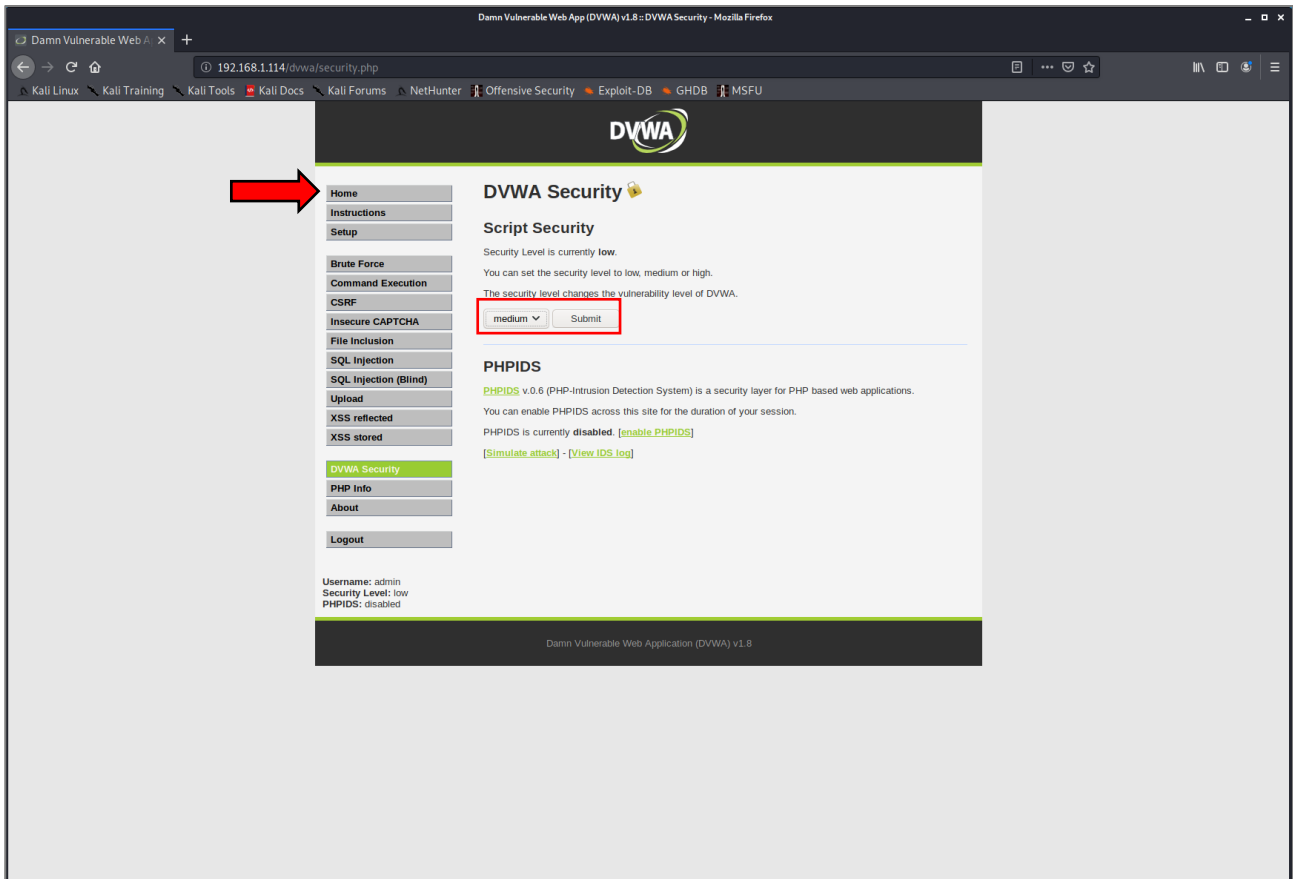 Damn Vulnerable Web App (DVWA) v1.8 :: DVWA Security - Mozilla Firefox
Damn Vulnerable Web A
192.168.1.114/dvwa/security.php
Kali Linux Kali Training Kali Tools Kali Docs Kali Forums NetHunter Offensive Security Exploit-DB GHDB MSFU
DVWA
Home
Instructions
Setup
Brute Force
Command Execution
CSRF
Insecure CAPTCHA
File Inclusion
SQL Injection
SQL Injection (Blind)
Upload
XSS reflected
XSS stored
DVWA Security
PHP Info
About
Logout
DVWA Security
Script Security
Security Level is currently low.
You can set the security level to low, medium or high.
The security level changes the vulnerability level of DVWA.
medium Submit
PHPIDS
PHPIDS v.0.6 (PHP-Intrusion Detection System) is a security layer for PHP based web applications.
You can enable PHPIDS across this site for the duration of your session.
PHPIDS is currently disabled. [enable PHPIDS]
[Simulate attack] - [View IDS log]
Username: admin
Security Level: low
PHPIDS: disabled
Damn Vulnerable Web Application (DVWA) v1.8